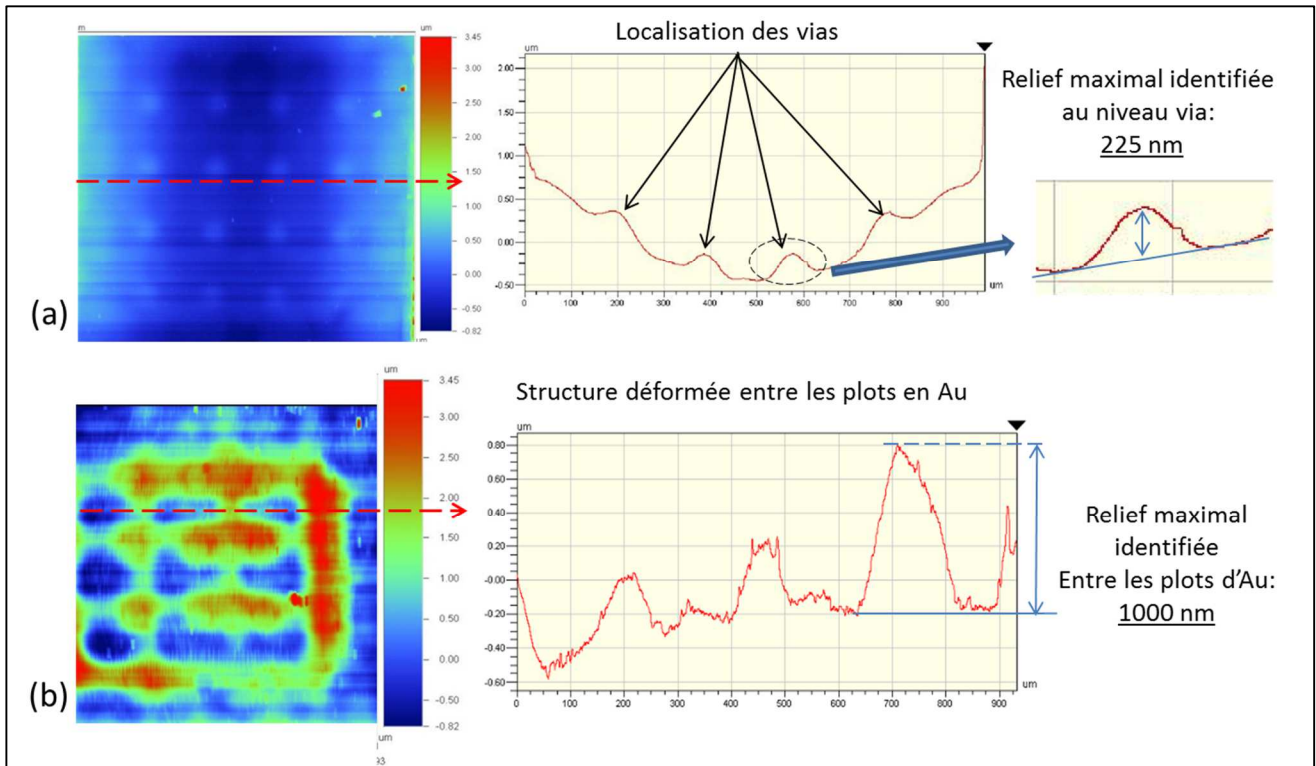 m
um
3.45
3.00
2.50
2.00
1.50
1.00
0.50
0.00
-0.50
-0.82
um
(a)
Localisation des vias
um
2.00
1.50
1.00
0.50
0.00
-0.50
0 100 200 300 400 500 600 700 800 900
um
Relief maximal identifiée
au niveau via:
225 nm
um
3.45
3.00
2.50
2.00
1.50
1.00
0.50
0.00
-0.50
-0.82
um
93
(b)
Structure déformée entre les plots en Au
um
0.80
0.60
0.40
0.20
-0.00
-0.20
-0.40
-0.60
0 100 200 300 400 500 600 700 800 900
um
Relief maximal
identifiée
Entre les plots d'Au:
1000 nm